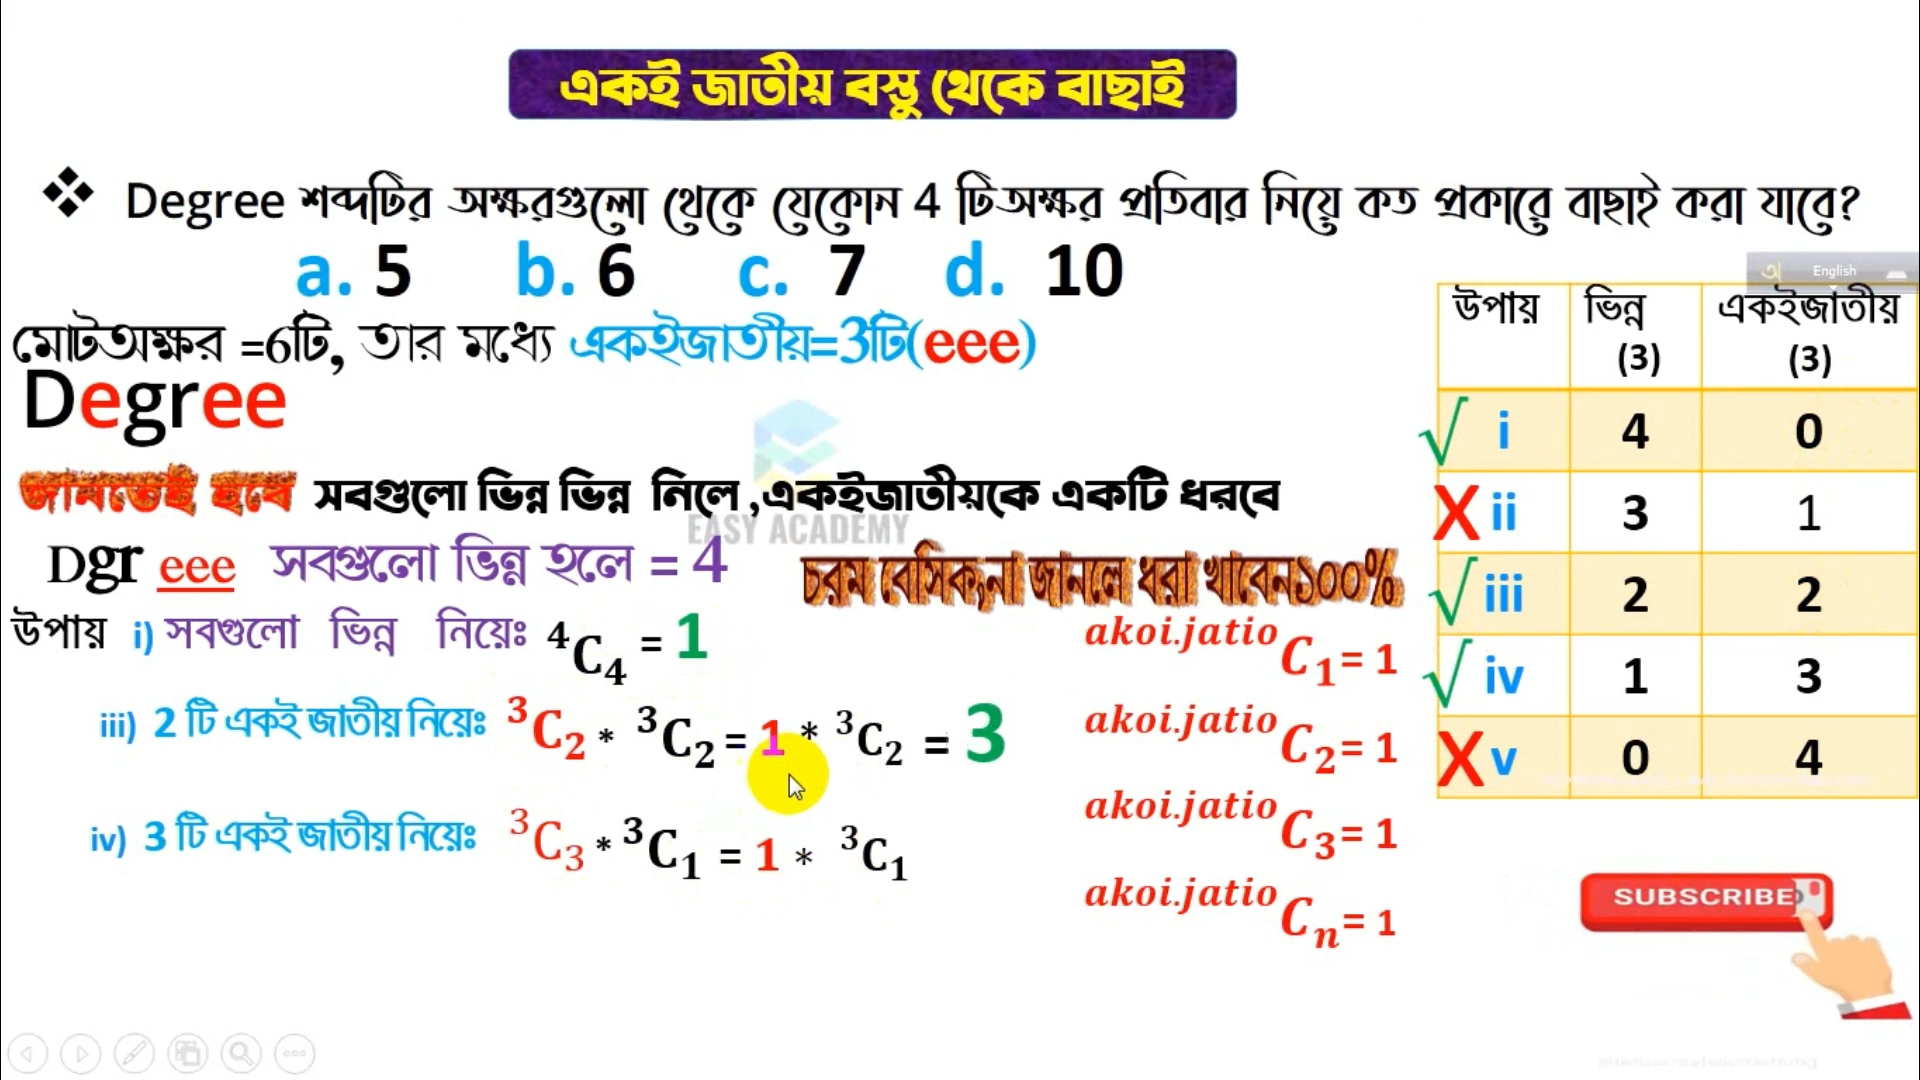 একই জাতীয় বস্তু থেকে বাছাই
❖ Degree শব্দটির অক্ষরগুলো থেকে যেকোন 4 টিঅক্ষর প্রতিবার নিয়ে কত প্রকারে বাছাই করা যাবে?
a. 5 b. 6 c. 7 d. 10
অ English
মোটঅক্ষর =6টি, তার মধ্যে একইজাতীয়=3টি(eee)
Degree
জানতেই হবে সবগুলো ভিন্ন ভিন্ন নিলে ,একইজাতীয়কে একটি ধরবে
EASY ACADEMY
Dgr eee সবগুলো ভিন্ন হলে = 4
চরম বেসিক,না জানলে ধরা খাবেন১০০%
উপায় i) সবগুলো ভিন্ন নিয়েঃ ⁴C₄ = 1
iii) 2 টি একই জাতীয় নিয়েঃ ³C₂ * ³C₂ = 1 * ³C₂ = 3
iv) 3 টি একই জাতীয় নিয়েঃ ³C₃ * ³C₁ = 1 * ³C₁
akoi.jatio C₁ = 1
akoi.jatio C₂ = 1
akoi.jatio C₃ = 1
akoi.jatio Cₙ = 1
উপায় ভিন্ন (3) একইজাতীয় (3)
√ i 4 0
X ii 3 1
√ iii 2 2
√ iv 1 3
X v 0 4
SUBSCRIBE